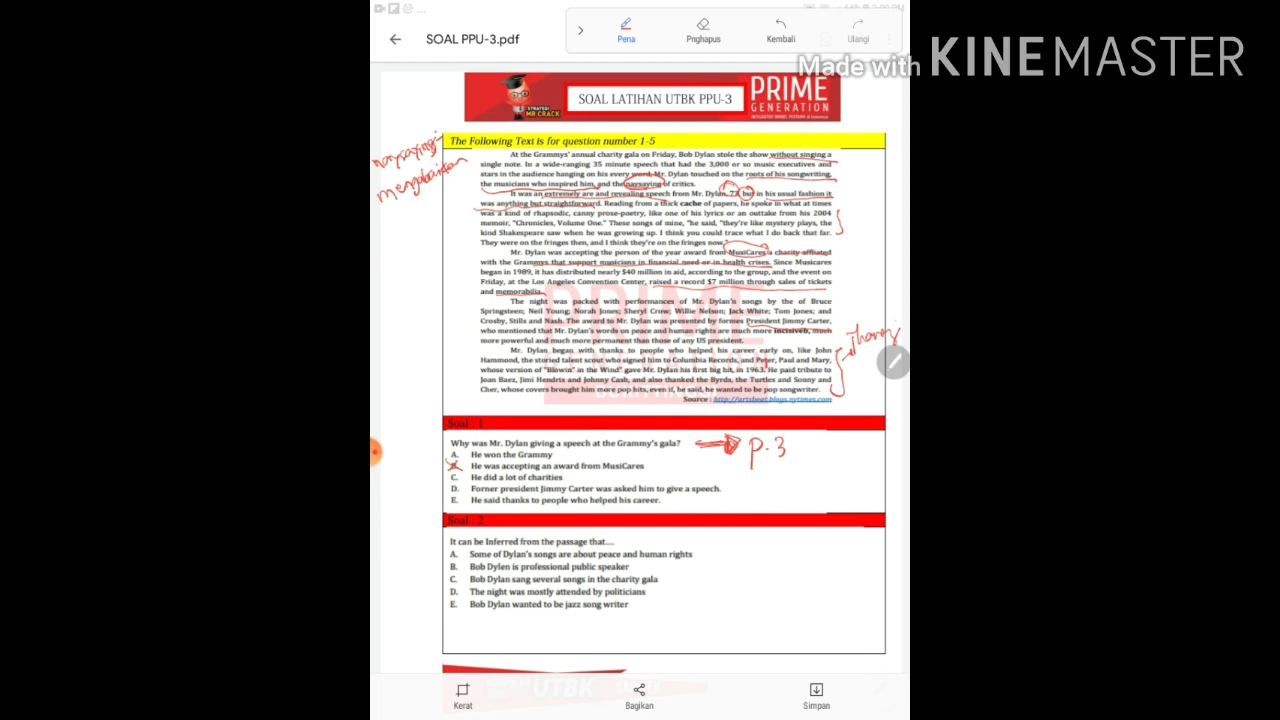 SOAL PPU-3.pdf
Pena
Pnghapus
Kembali
Ulangi
Made with KINEMASTER
STRATEGI
MR.CRACK
SOAL LATIHAN UTBK PPU-3
PRIME
GENERATION
The Following Text is for question number 1-5
At the Grammys' annual charity gala on Friday, Bob Dylan stole the show without singing a
single note. In a wide-ranging 35 minute speech that had the 3,000 or so music executives and
stars in the audience hanging on his every word, Mr. Dylan touched on the roots of his songwriting,
the musicians who inspired him, and the naysaying of critics.
It was an extremely are and revealing speech from Mr. Dylan, 73, but in his usual fashion it
was anything but straightforward. Reading from a thick cache of papers, he spoke in what at times
was a kind of rhapsodic, canny prose-poetry, like one of his lyrics or an outtake from his 2004
memoir, "Chronicles, Volume One." These songs of mine, "he said, "they're like mystery plays, the
kind Shakespeare saw when he was growing up. I think you could trace what I do back that far.
They were on the fringes then, and I think they're on the fringes now."
Mr. Dylan was accepting the person of the year award from MusiCares a charity affliated
with the Grammys that support musicians in financial need or in health crises. Since Musicares
began in 1989, it has distributed nearly $40 million in aid, according to the group, and the event on
Friday, at the Los Angeles Convention Center, raised a record $7 million through sales of tickets
and memorabilia.
The night was packed with performances of Mr. Dylan's songs by the of Bruce
Springsteen; Neil Young; Norah Jones; Sheryl Crow; Willie Nelson; Jack White; Tom Jones; and
Crosby, Stills and Nash. The award to Mr. Dylan was presented by formes President Jimmy Carter,
who mentioned that Mr. Dylan's words on peace and human rights are much more incisiveb, much
more powerful and much more permanent than those of any US president.
Mr. Dylan began with thanks to people who helped his career early on, like John
Hammond, the storied talent scout who signed him to Columbia Records, and Peter, Paul and Mary,
whose version of "Blowin" in the Wind" gave Mr. Dylan his first big hit, in 1963. He paid tribute to
Joan Baez, Jimi Hendrix and Johnny Cash, and also thanked the Byrds, the Turtles and Sonny and
Cher, whose covers brought him more pop hits, even if, he said, he wanted to be pop songwriter.
Source : http://artsbeat.blogs.nytimes.com
Soal : 1
Why was Mr. Dylan giving a speech at the Grammy's gala? p. 3
A. He won the Grammy
He was accepting an award from MusiCares
C. He did a lot of charities
D. Forner president Jimmy Carter was asked him to give a speech.
E. He said thanks to people who helped his career.
Soal : 2
It can be Inferred from the passage that....
A. Some of Dylan's songs are about peace and human rights
B. Bob Dylen is professional public speaker
C. Bob Dylan sang several songs in the charity gala
D. The night was mostly attended by politicians
E. Bob Dylan wanted to be jazz song writer
UTBK
Kerat
Bagikan
Simpan